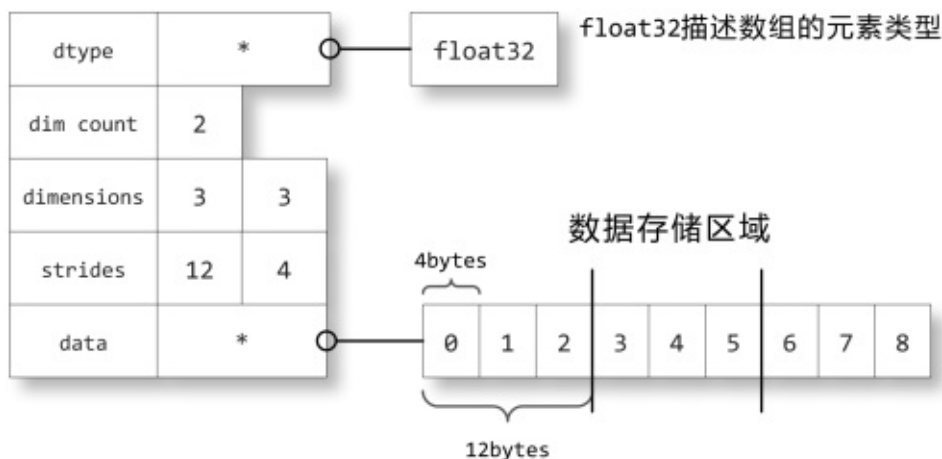 dtype * float32 float32描述数组的元素类型
dim count 2
dimensions 3 3
数据存储区域
strides 12 4 4bytes
data * 0 1 2 3 4 5 6 7 8
12bytes